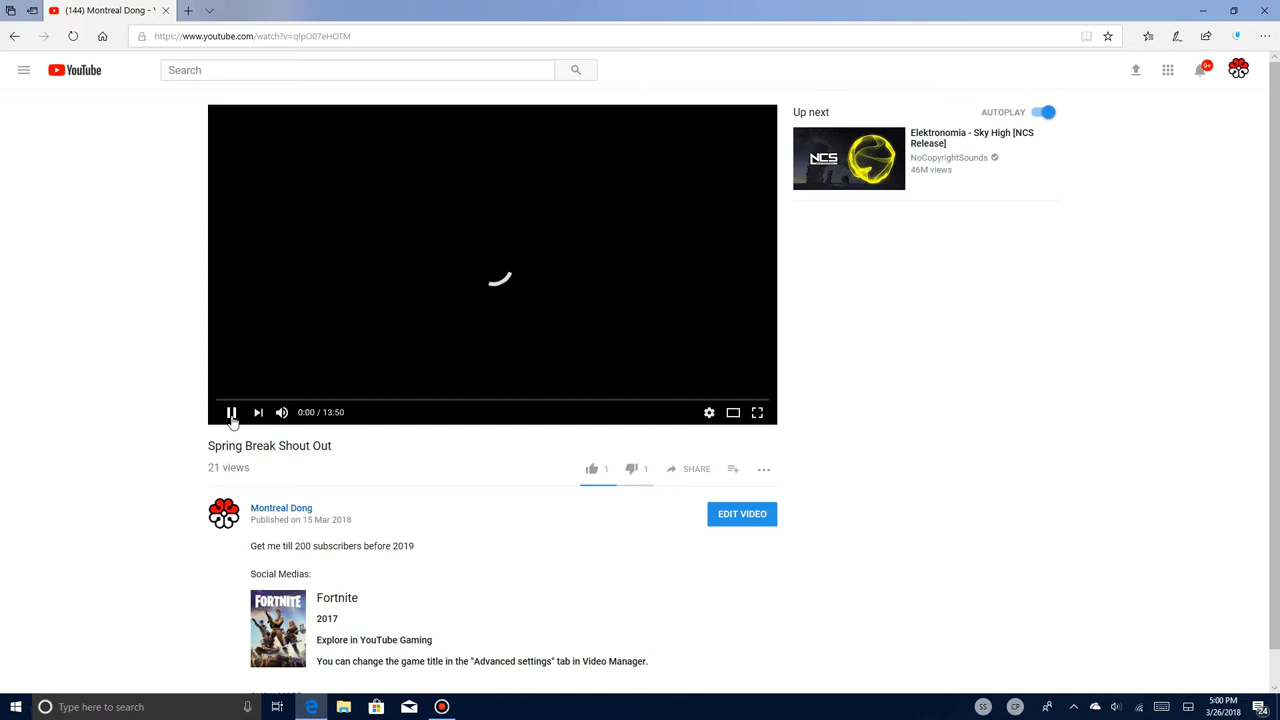 (144) Montreal Dong - Y
https://www.youtube.com/watch?v=qlpO07eHOTM
YouTube
Search
9+
Up next
AUTOPLAY
NCS
Elektronomia - Sky High [NCS
Release]
NoCopyrightSounds
46M views
0:00 / 13:50
Spring Break Shout Out
21 views
1
1
SHARE
Montreal Dong
Published on 15 Mar 2018
EDIT VIDEO
Get me till 200 subscribers before 2019
Social Medias:
FORTNITE
Fortnite
2017
Explore in YouTube Gaming
You can change the game title in the "Advanced settings" tab in Video Manager.
Type here to search
SS
CP
5:00 PM
3/26/2018
24